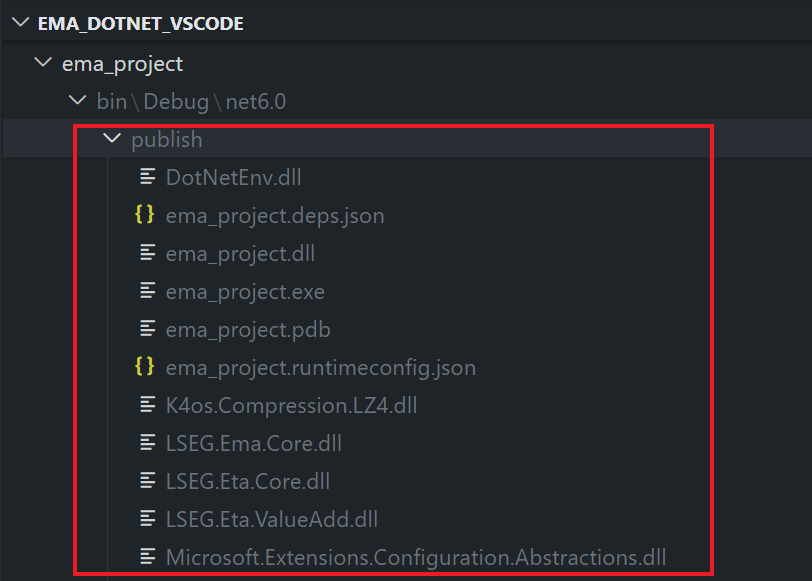 EMA_DOTNET_VSCODE
ema_project
bin\Debug\net6.0
publish
DotNetEnv.dll
{} ema_project.deps.json
ema_project.dll
ema_project.exe
ema_project.pdb
{} ema_project.runtimeconfig.json
K4os.Compression.LZ4.dll
LSEG.Ema.Core.dll
LSEG.Eta.Core.dll
LSEG.Eta.ValueAdd.dll
Microsoft.Extensions.Configuration.Abstractions.dll